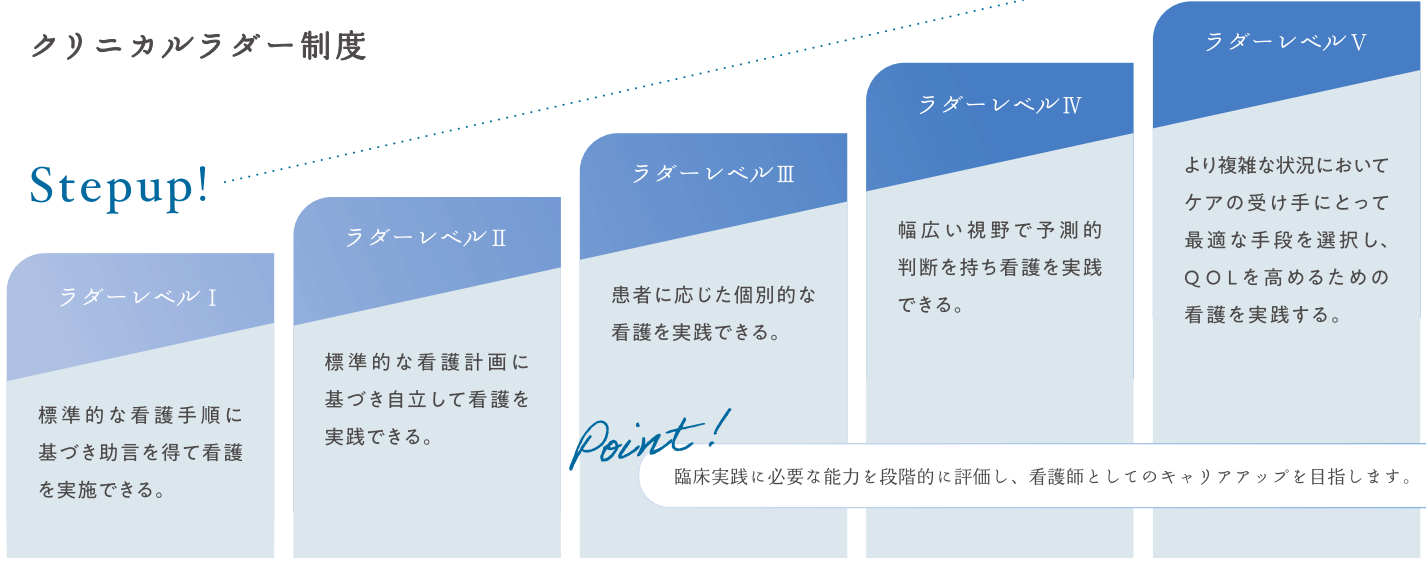 クリニカルラダー制度
Stepup!
ラダーレベルⅠ
標準的な看護手順に
基づき助言を得て看護
を実施できる。
ラダーレベルⅡ
標準的な看護計画に
基づき自立して看護を
実践できる。
ラダーレベルⅢ
患者に応じた個別的な
看護を実践できる。
ラダーレベルⅣ
幅広い視野で予測的
判断を持ち看護を実践
できる。
ラダーレベルⅤ
より複雑な状況において
ケアの受け手にとって
最適な手段を選択し、
ＱＯＬを高めるための
看護を実践する。
Point!
臨床実践に必要な能力を段階的に評価し、看護師としてのキャリアアップを目指します。